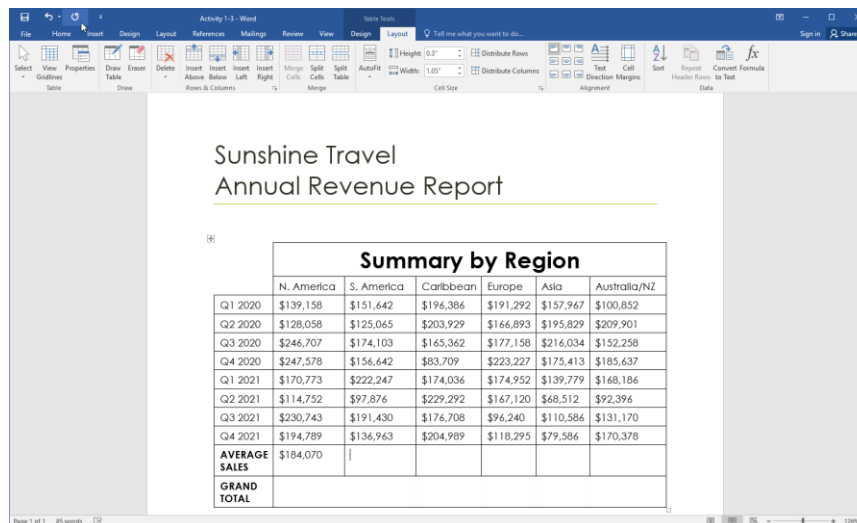 Activity 1-3 - Word
Table Tools
File Home Insert Design Layout References Mailings Review View Design Layout Tell me what you want to do...
Sign in Share
Select View Gridlines Properties Draw Table Eraser Delete Insert Above Insert Below Insert Left Insert Right Merge Cells Split Cells Split Table AutoFit Height: 0.3" Distribute Rows Text Direction Cell Margins Sort Repeat Header Rows Convert to Text Formula
Width: 1.05" Distribute Columns
Table Draw Rows & Columns Merge Cell Size Alignment Data
Sunshine Travel
Annual Revenue Report
Summary by Region
N. America S. America Caribbean Europe Asia Australia/NZ
Q1 2020 $139,158 $151,642 $196,386 $191,292 $157,967 $100,852
Q2 2020 $128,058 $125,065 $203,929 $166,893 $195,829 $209,901
Q3 2020 $246,707 $174,103 $165,362 $177,158 $216,034 $152,258
Q4 2020 $247,578 $156,642 $83,709 $223,227 $175,413 $185,637
Q1 2021 $170,773 $222,247 $174,036 $174,952 $139,779 $168,186
Q2 2021 $114,752 $97,876 $229,292 $167,120 $68,512 $92,396
Q3 2021 $230,743 $191,430 $176,708 $96,240 $110,586 $131,170
Q4 2021 $194,789 $136,963 $204,989 $118,295 $79,586 $170,378
AVERAGE $184,070
SALES
GRAND
TOTAL
Page 1 of 1 85 words